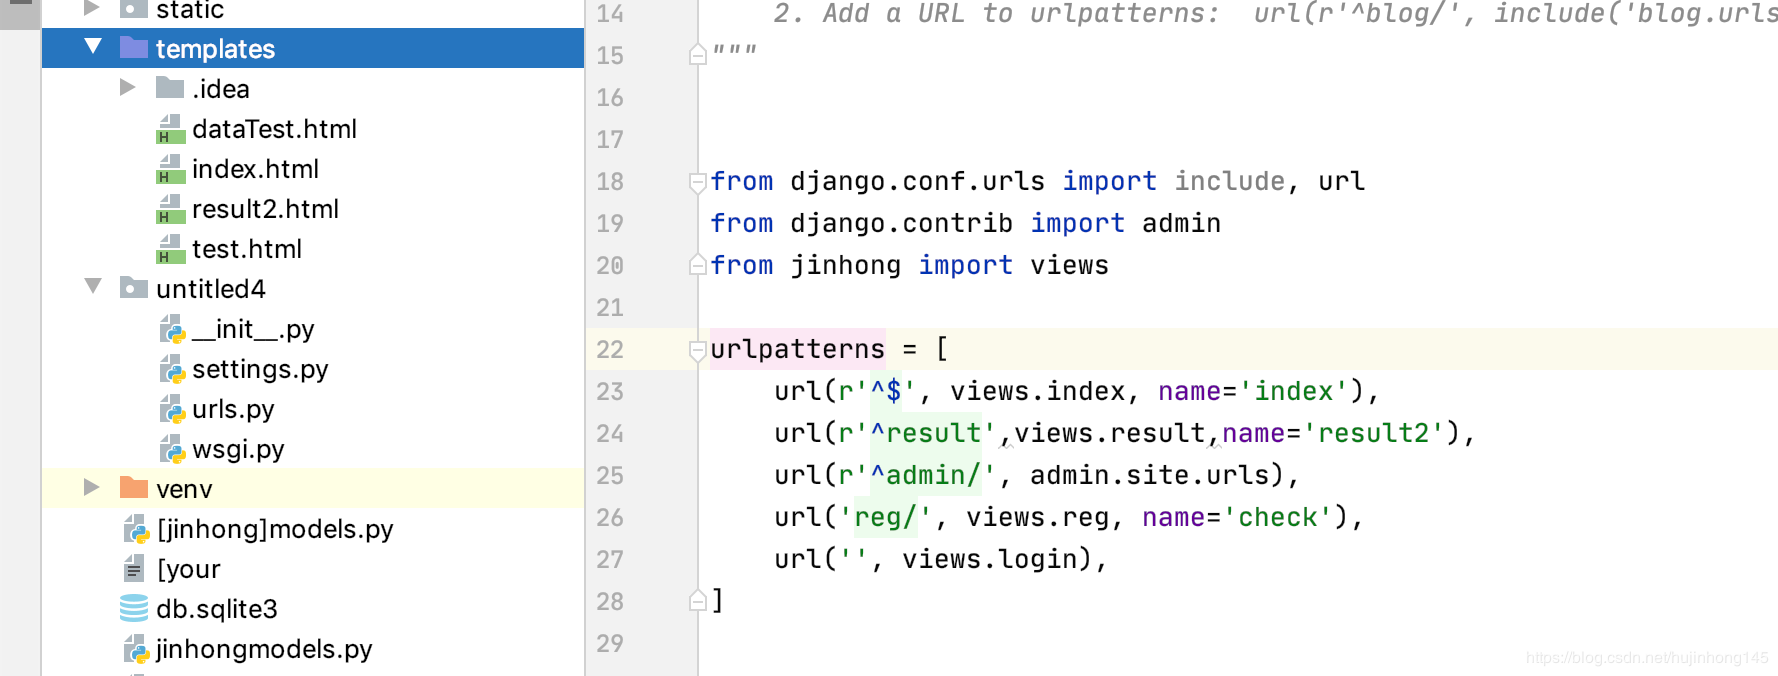 static
templates
.idea
dataTest.html
index.html
result2.html
test.html
untitled4
__init__.py
settings.py
urls.py
wsgi.py
venv
[jinhong]models.py
[your
db.sqlite3
jinhongmodels.py
14 2. Add a URL to urlpatterns:  url(r'^blog/', include('blog.urls
15 """
16
17
18 from django.conf.urls import include, url
19 from django.contrib import admin
20 from jinhong import views
21
22 urlpatterns = [
23 url(r'^$', views.index, name='index'),
24 url(r'^result',views.result,name='result2'),
25 url(r'^admin/', admin.site.urls),
26 url('reg/', views.reg, name='check'),
27 url('', views.login),
28 ]
29
https://blog.csdn.net/hujinhong145